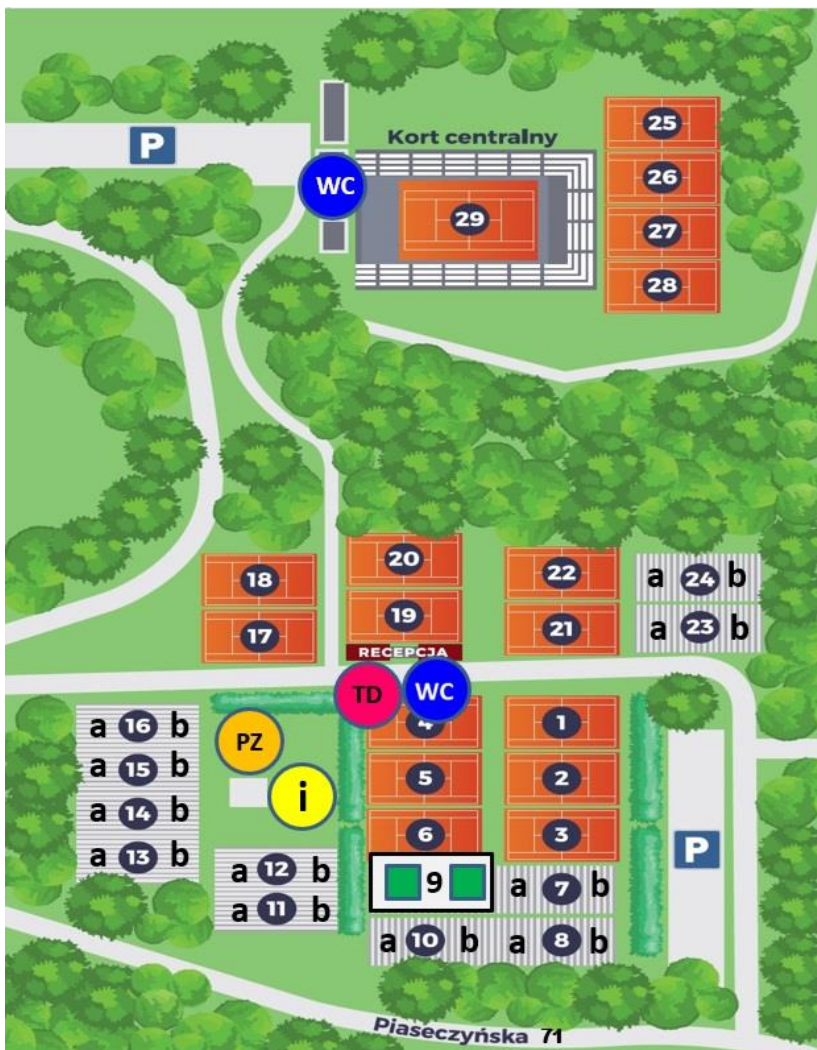 P
Kort centralny
WC
29
25
26
27
28
18
17
20
19
RECEPCJA
22
21
a 24 b
a 23 b
TD
WC
a 16 b
a 15 b
a 14 b
a 13 b
PZ
i
a 12 b
a 11 b
4
5
6
1
2
3
P
9
a 7 b
a 10 b
a 8 b
Piaseczyńska 71